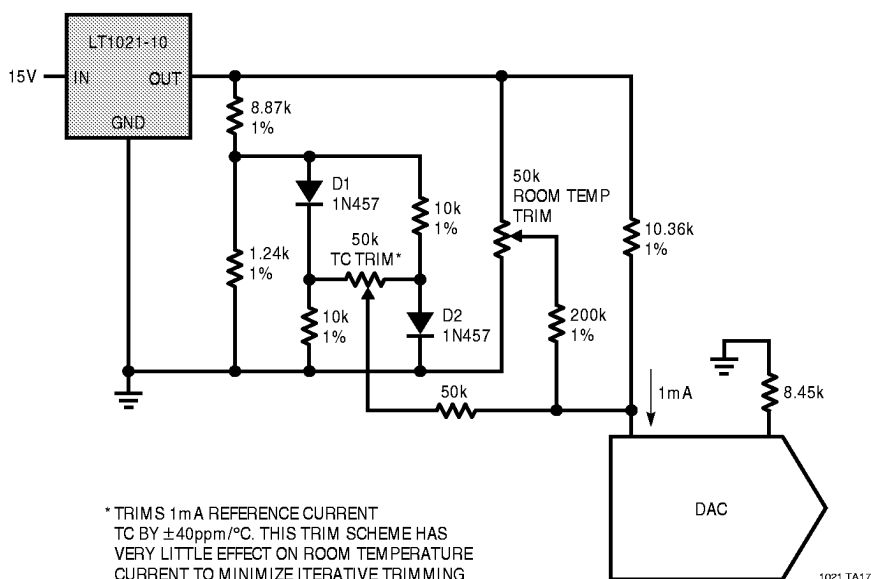 LT1021-10
15V
IN
OUT
GND
8.87k
1%
1.24k
1%
D1
1N457
50k
TC TRIM*
10k
1%
10k
1%
D2
1N457
50k
ROOM TEMP
TRIM
10.36k
1%
200k
1%
50k
1mA
8.45k
DAC
* TRIMS 1mA REFERENCE CURRENT
TC BY ±40ppm/°C. THIS TRIM SCHEME HAS
VERY LITTLE EFFECT ON ROOM TEMPERATURE
CURRENT TO MINIMIZE ITERATIVE TRIMMING
1021 TA17